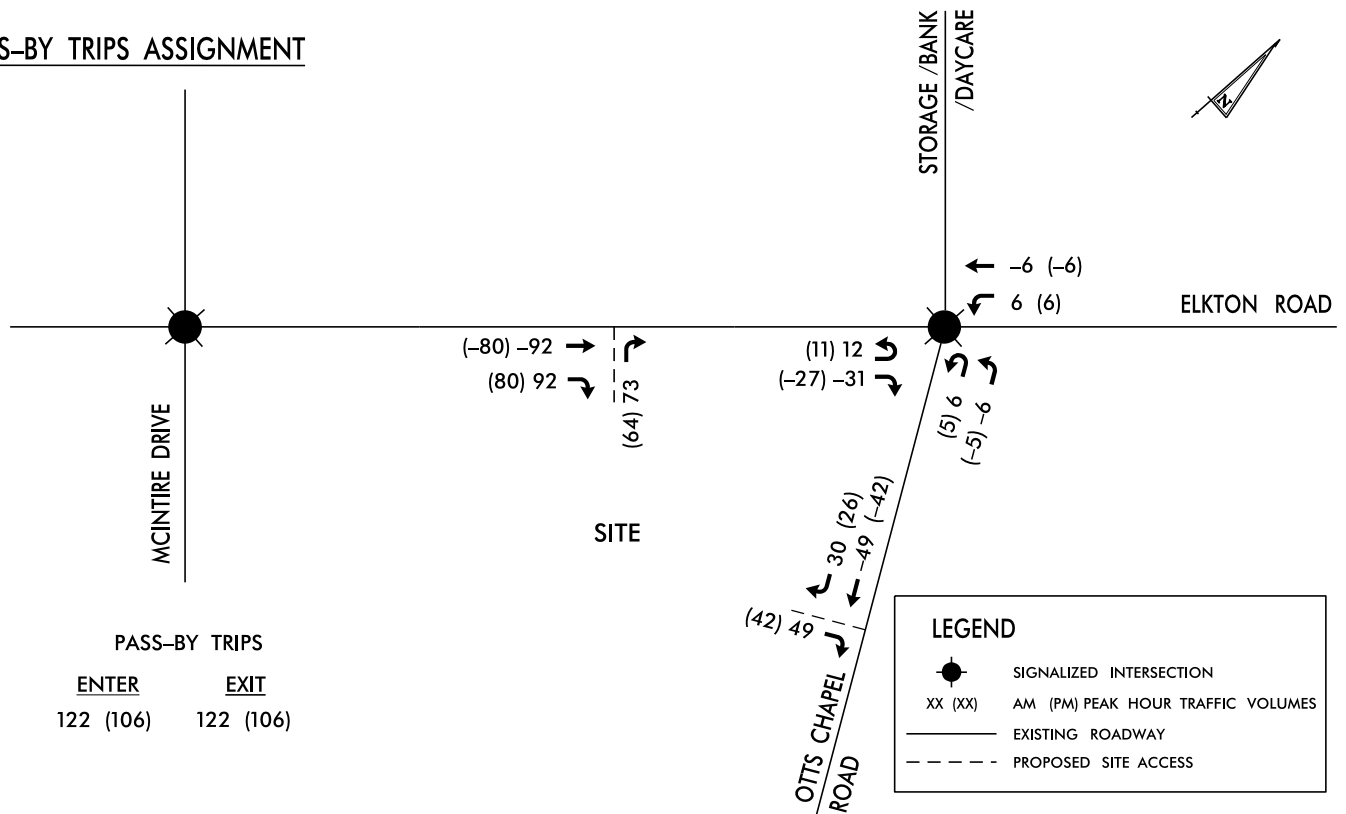 S–BY TRIPS ASSIGNMENT
STORAGE /BANK
/DAYCARE
N
–6 (–6)
6 (6)
ELKTON ROAD
(–80) –92
(80) 92
(64) 73
(11) 12
(–27) –31
(5) 6
(–5) –6
MCINTIRE DRIVE
SITE
30 (26)
–49 (–42)
(42) 49
OTTS CHAPEL
ROAD
PASS–BY TRIPS
ENTER EXIT
122 (106) 122 (106)
LEGEND
SIGNALIZED INTERSECTION
XX (XX) AM (PM) PEAK HOUR TRAFFIC VOLUMES
EXISTING ROADWAY
PROPOSED SITE ACCESS